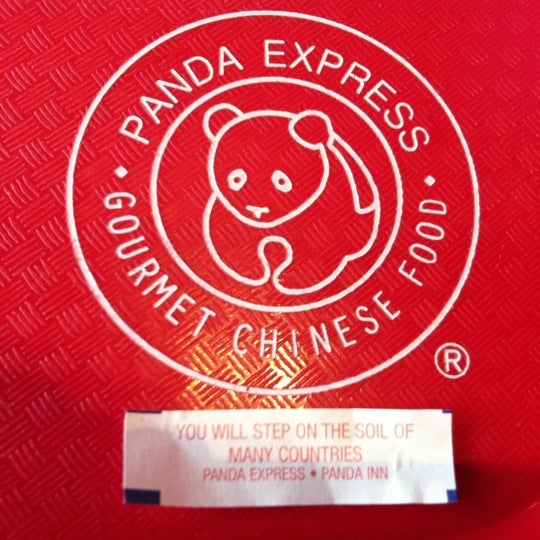 · PANDA EXPRESS ·
GOURMET CHINESE FOOD
®
YOU WILL STEP ON THE SOIL OF
MANY COUNTRIES
PANDA EXPRESS • PANDA INN